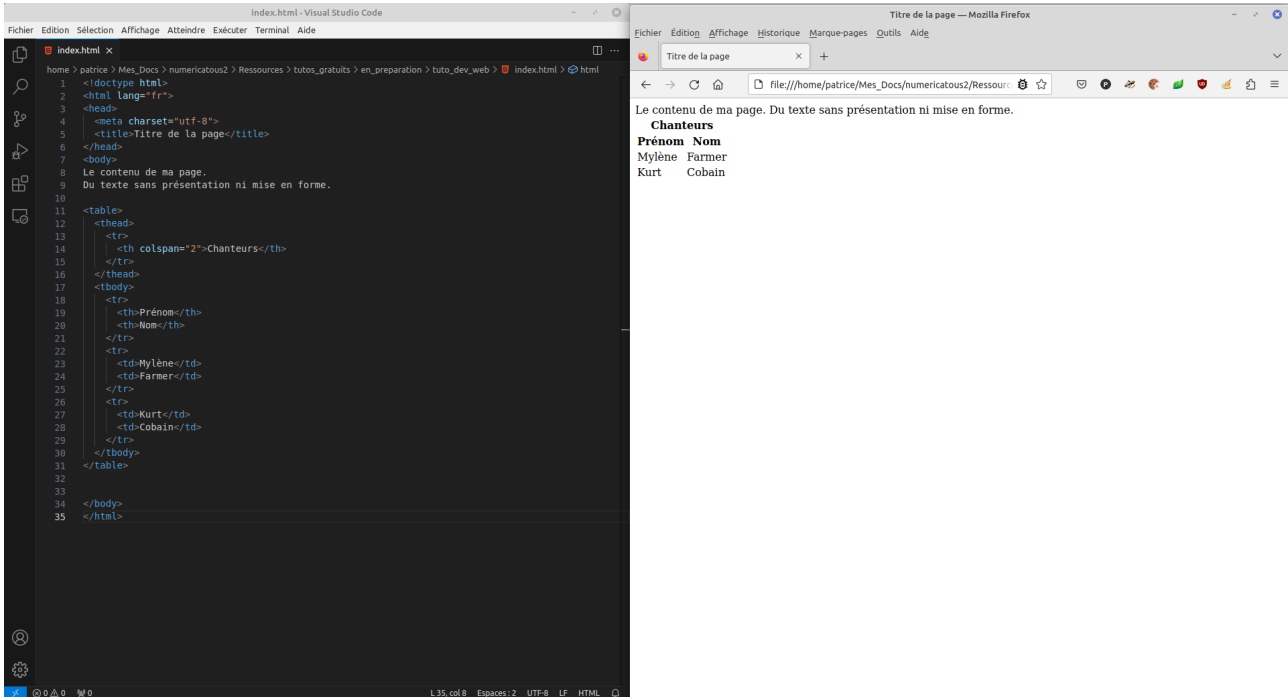 index.html - Visual Studio Code
Fichier Edition Sélection Affichage Atteindre Exécuter Terminal Aide
index.html ×
home > patrice > Mes_Docs > numericatous2 > Ressources > tutos_gratuits > en_preparation > tuto_dev_web > index.html > html
1 <!doctype html>
2 <html lang="fr">
3 <head>
4 <meta charset="utf-8">
5 <title>Titre de la page</title>
6 </head>
7 <body>
8 Le contenu de ma page.
9 Du texte sans présentation ni mise en forme.
10
11 <table>
12 <thead>
13 <tr>
14 <th colspan="2">Chanteurs</th>
15 </tr>
16 </thead>
17 <tbody>
18 <tr>
19 <th>Prénom</th>
20 <th>Nom</th>
21 </tr>
22 <tr>
23 <td>Mylène</td>
24 <td>Farmer</td>
25 </tr>
26 <tr>
27 <td>Kurt</td>
28 <td>Cobain</td>
29 </tr>
30 </tbody>
31 </table>
32
33
34 </body>
35 </html>
0 0 0 L 35, col 8 Espaces : 2 UTF-8 LF HTML
Titre de la page — Mozilla Firefox
Fichier Édition Affichage Historique Marque-pages Outils Aide
Titre de la page × +
file:///home/patrice/Mes_Docs/numericatous2/Ressourc
Le contenu de ma page. Du texte sans présentation ni mise en forme.
Chanteurs
Prénom Nom
Mylène Farmer
Kurt Cobain